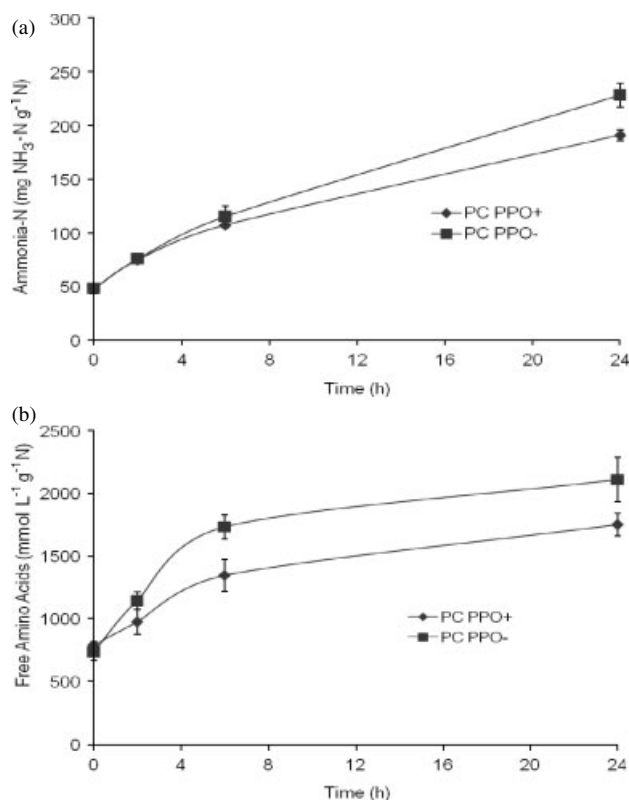 (a)
300
250
200
150
100
50
0
Ammonia-N (mg NH₃-N g⁻¹N)
PC PPO+
PC PPO-
0 4 8 12 16 20 24
Time (h)
(b)
2500
2000
1500
1000
500
0
Free Amino Acids (mmol L⁻¹ g⁻¹N)
PC PPO+
PC PPO-
0 4 8 12 16 20 24
Time (h)